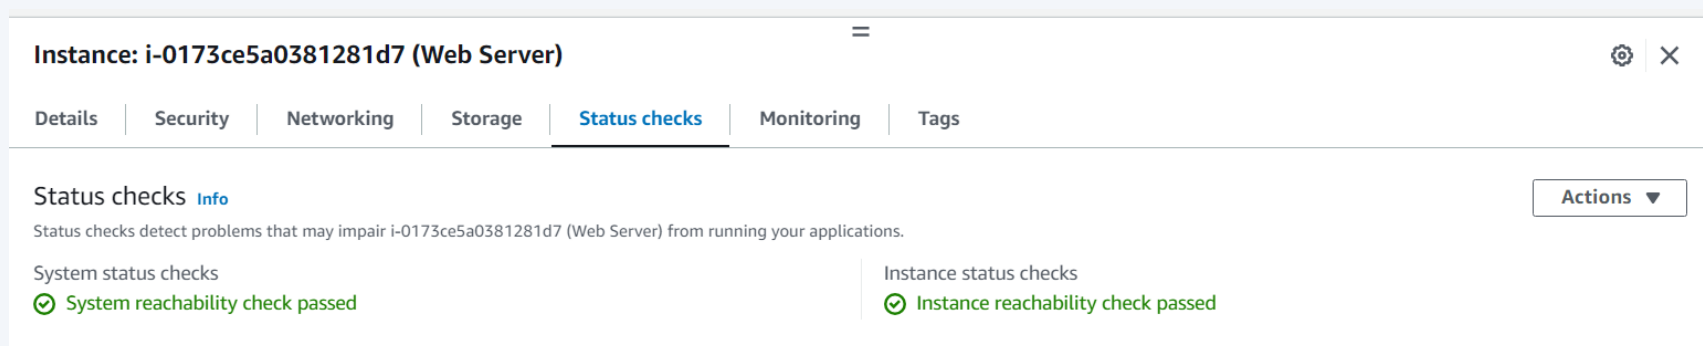 Instance: i-0173ce5a0381281d7 (Web Server)
Details Security Networking Storage Status checks Monitoring Tags
Status checks Info
Actions
Status checks detect problems that may impair i-0173ce5a0381281d7 (Web Server) from running your applications.
System status checks
System reachability check passed
Instance status checks
Instance reachability check passed